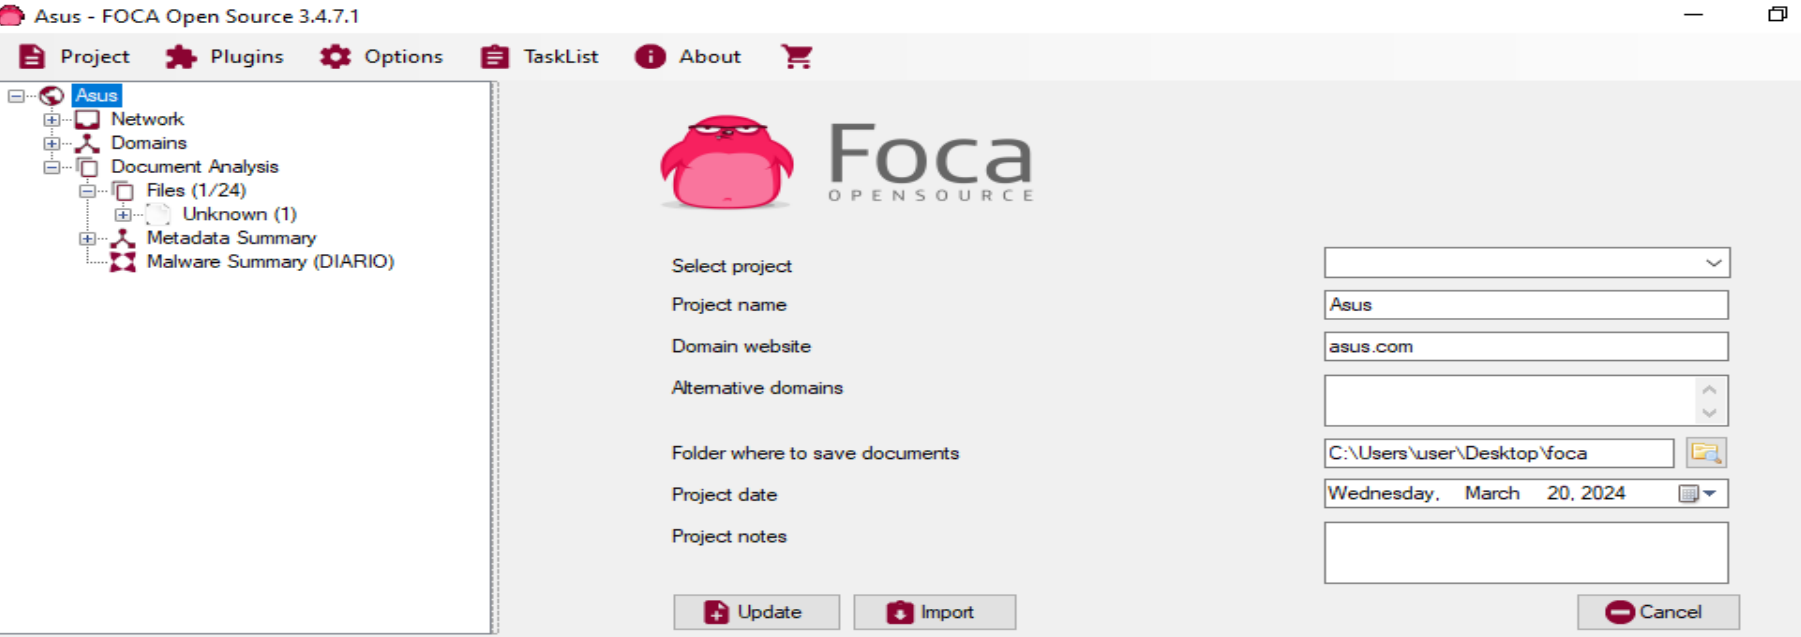 Asus - FOCA Open Source 3.4.7.1
Project Plugins Options TaskList About
Asus
Network
Domains
Document Analysis
Files (1/24)
Unknown (1)
Metadata Summary
Malware Summary (DIARIO)
Foca
OPENSOURCE
Select project
Project name Asus
Domain website asus.com
Alternative domains
Folder where to save documents C:\Users\user\Desktop\foca
Project date Wednesday, March 20, 2024
Project notes
Update Import Cancel